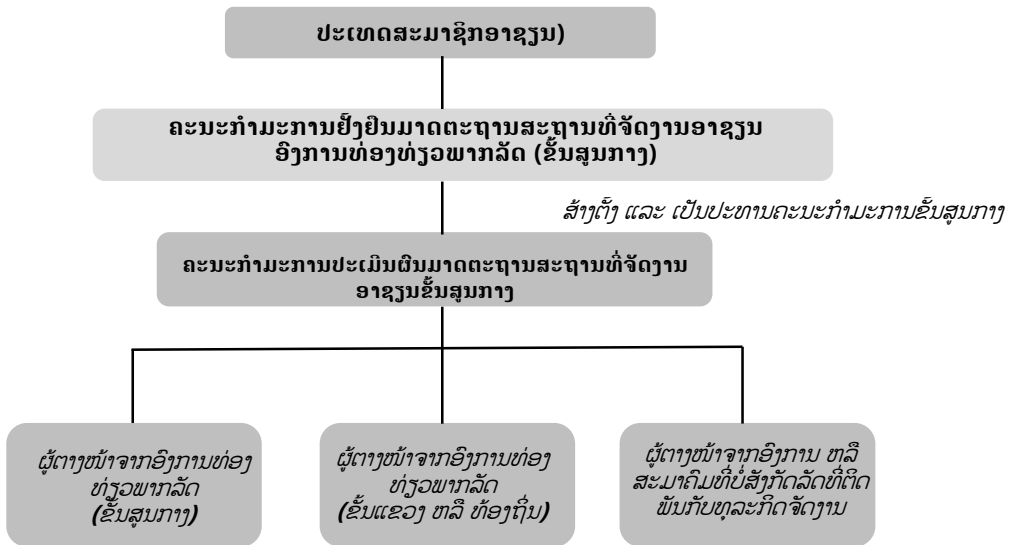 ປະເທດສະມາຊິກອາຊຽນ)
ຄະນະກຳມະການຢັ້ງຢືນມາດຕະຖານສະຖານທີ່ຈັດງານອາຊຽນ
ອົງການທ່ອງທ່ຽວພາກລັດ (ຂັ້ນສູນກາງ)
ສ້າງຕັ້ງ ແລະ ເປັນປະທານຄະນະກຳມະການຂັ້ນສູນກາງ
ຄະນະກຳມະການປະເມິນຜົນມາດຕະຖານສະຖານທີ່ຈັດງານ
ອາຊຽນຂັ້ນສູນກາງ
ຜູ້ຕາງໜ້າຈາກອົງການທ່ອງ
ທ່ຽວພາກລັດ
(ຂັ້ນສູນກາງ)
ຜູ້ຕາງໜ້າຈາກອົງການທ່ອງ
ທ່ຽວພາກລັດ
(ຂັ້ນແຂວງ ຫລື ທ້ອງຖິ່ນ)
ຜູ້ຕາງໜ້າຈາກອົງການ ຫລື
ສະມາຄົມທີ່ບໍ່ສັງກັດລັດທີ່ຕິດ
ພັນກັບທຸລະກິດຈັດງານ